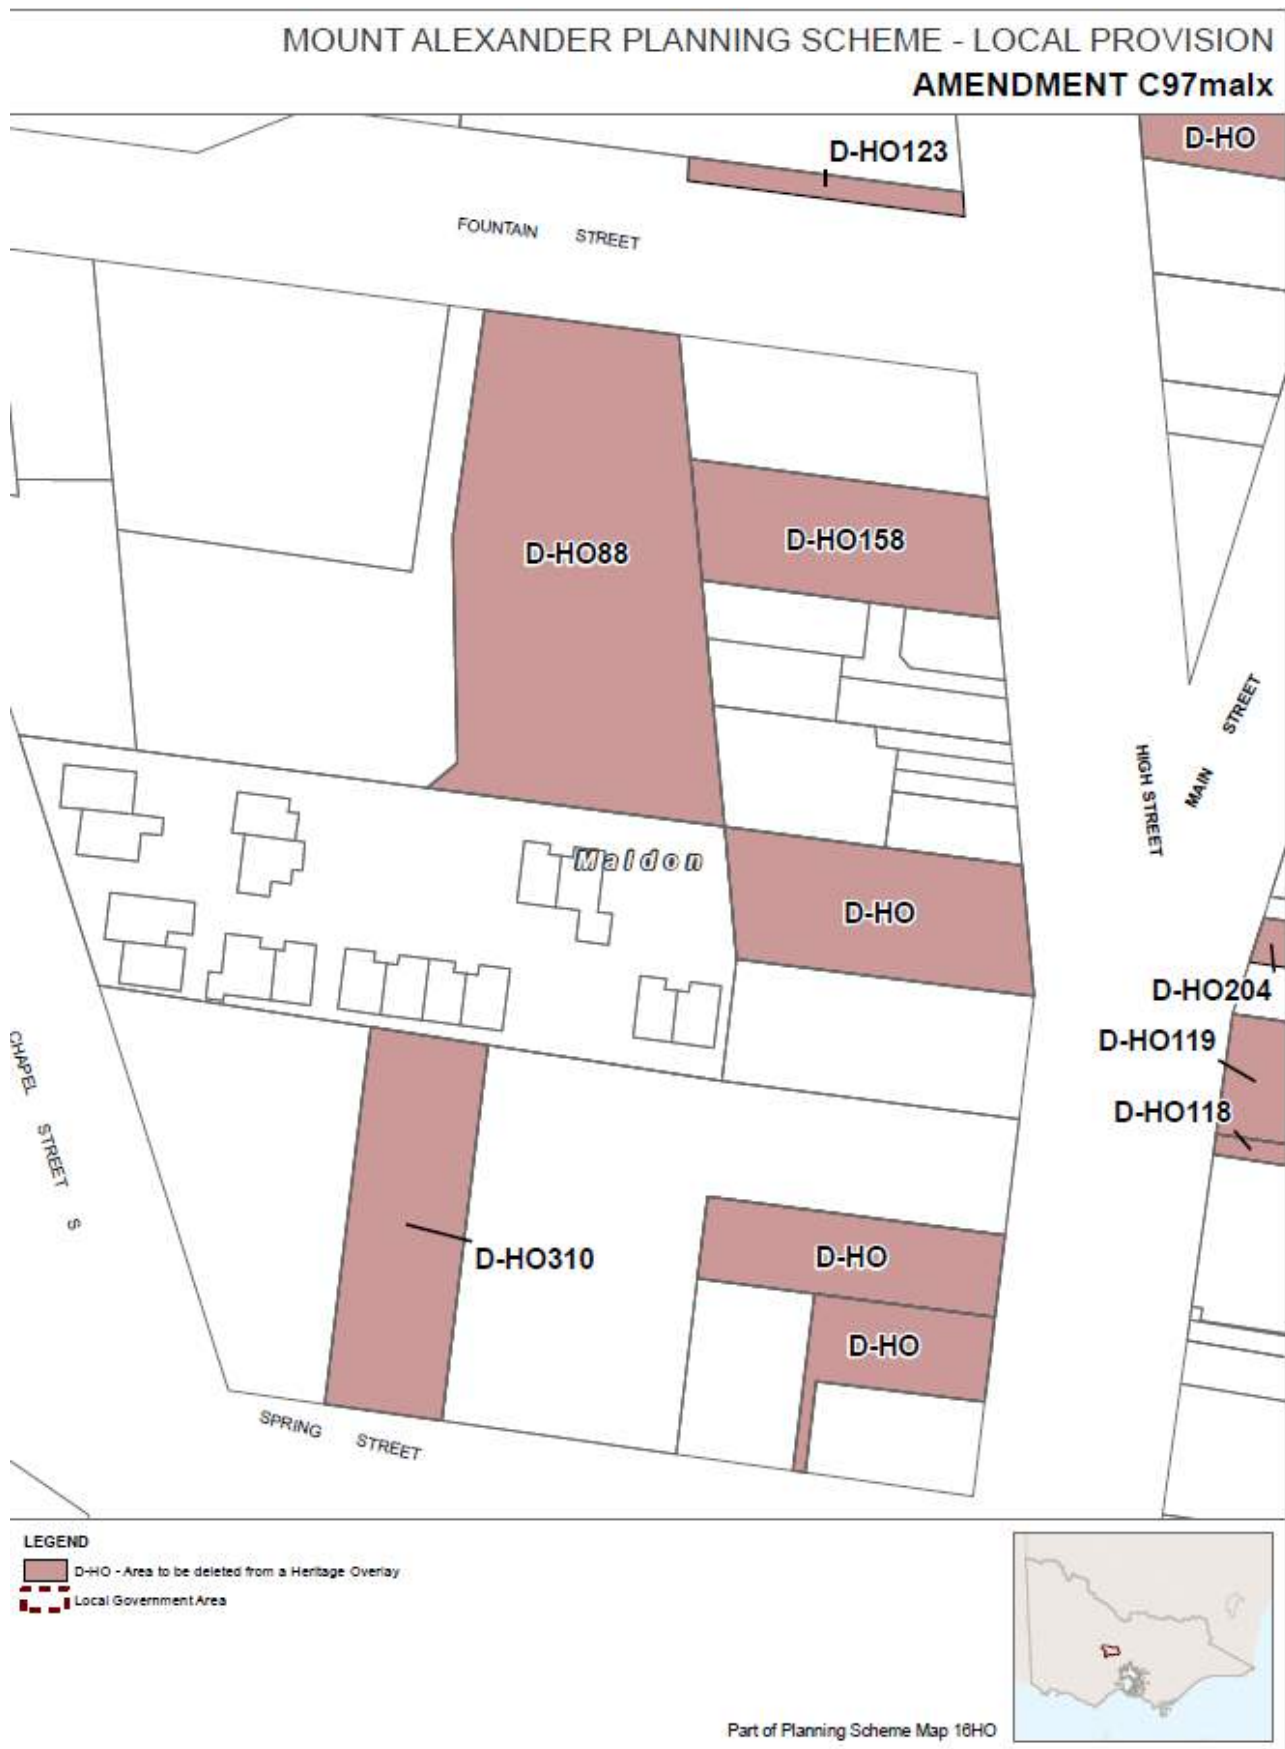 MOUNT ALEXANDER PLANNING SCHEME - LOCAL PROVISION
AMENDMENT C97malx
D-HO
D-HO123
FOUNTAIN STREET
D-HO88
D-HO158
MAIN STREET
HIGH STREET
Maldon
D-HO
D-HO204
D-HO119
D-HO118
CHAPEL STREET S
D-HO310
D-HO
D-HO
SPRING STREET
LEGEND
D-HO - Area to be deleted from a Heritage Overlay
Local Government Area
Part of Planning Scheme Map 16HO